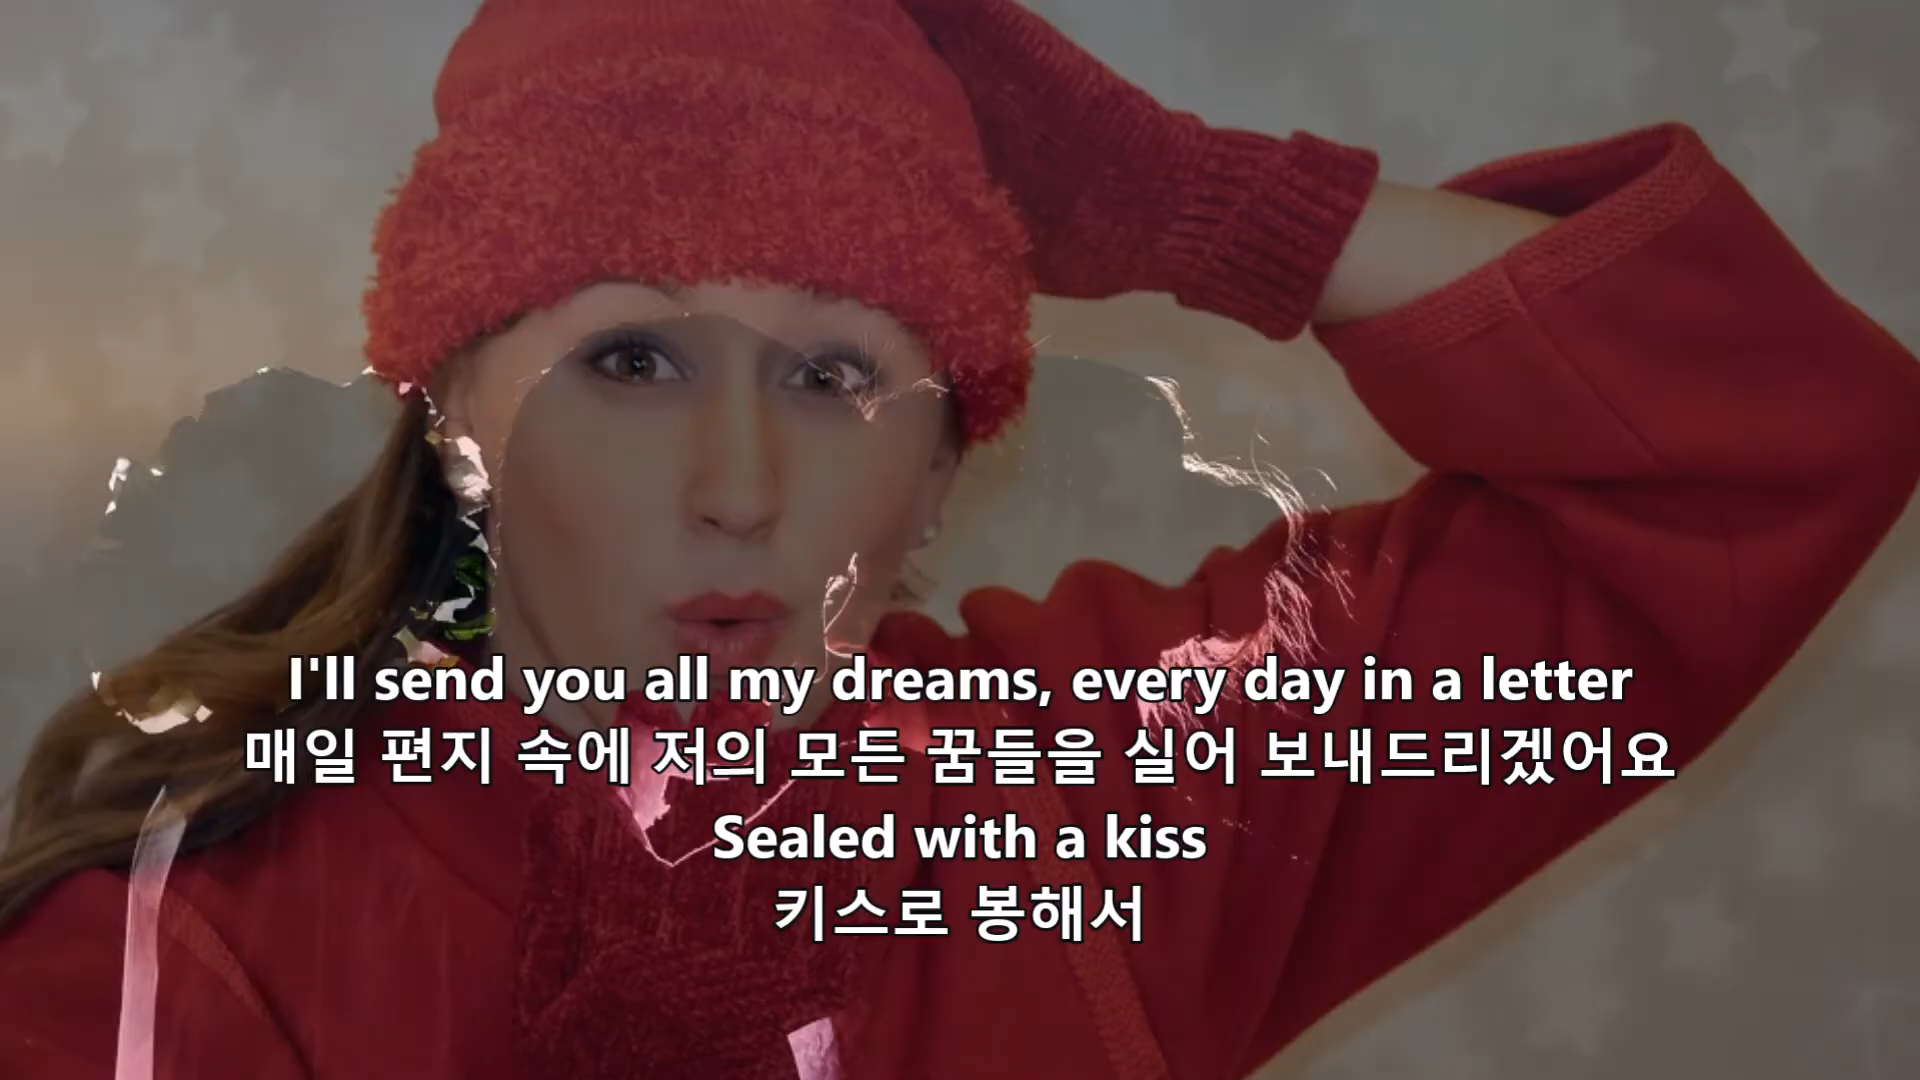 I'll send you all my dreams, every day in a letter
매일 편지 속에 저의 모든 꿈들을 실어 보내드리겠어요
Sealed with a kiss
키스로 봉해서